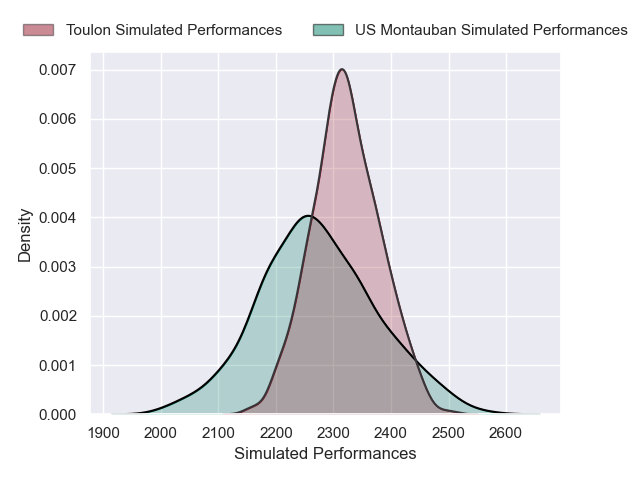 Toulon Simulated Performances
US Montauban Simulated Performances
0.007
0.006
0.005
0.004
0.003
0.002
0.001
0.000
Density
1900 2000 2100 2200 2300 2400 2500 2600
Simulated Performances